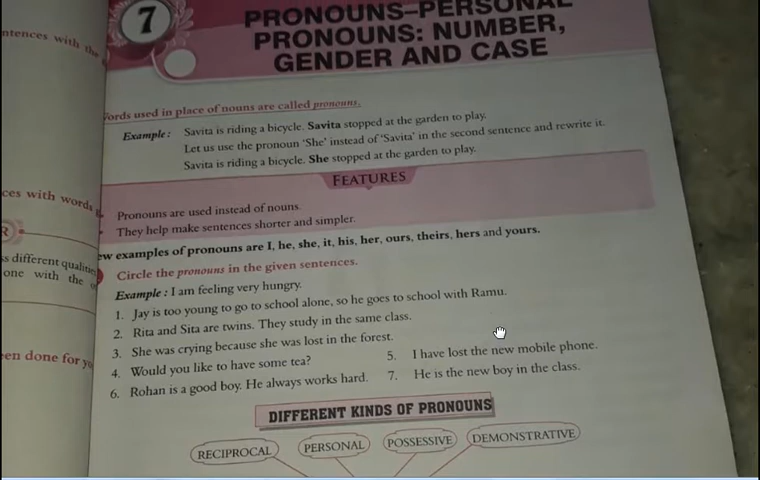 ntences with the
7
PRONOUNS–PERSONAL
PRONOUNS: NUMBER,
GENDER AND CASE
ords used in place of nouns are called pronouns.
Example : Savita is riding a bicycle. Savita stopped at the garden to play.
Let us use the pronoun 'She' instead of 'Savita' in the second sentence and rewrite it.
Savita is riding a bicycle. She stopped at the garden to play.
FEATURES
ces with words
Pronouns are used instead of nouns.
They help make sentences shorter and simpler.
R
ew examples of pronouns are I, he, she, it, his, her, ours, theirs, hers and yours.
ss different qualitie
one with the
Circle the pronouns in the given sentences.
Example : I am feeling very hungry.
1. Jay is too young to go to school alone, so he goes to school with Ramu.
2. Rita and Sita are twins. They study in the same class.
3. She was crying because she was lost in the forest.
een done for yo
4. Would you like to have some tea? 5. I have lost the new mobile phone.
6. Rohan is a good boy. He always works hard. 7. He is the new boy in the class.
DIFFERENT KINDS OF PRONOUNS
RECIPROCAL PERSONAL POSSESSIVE DEMONSTRATIVE